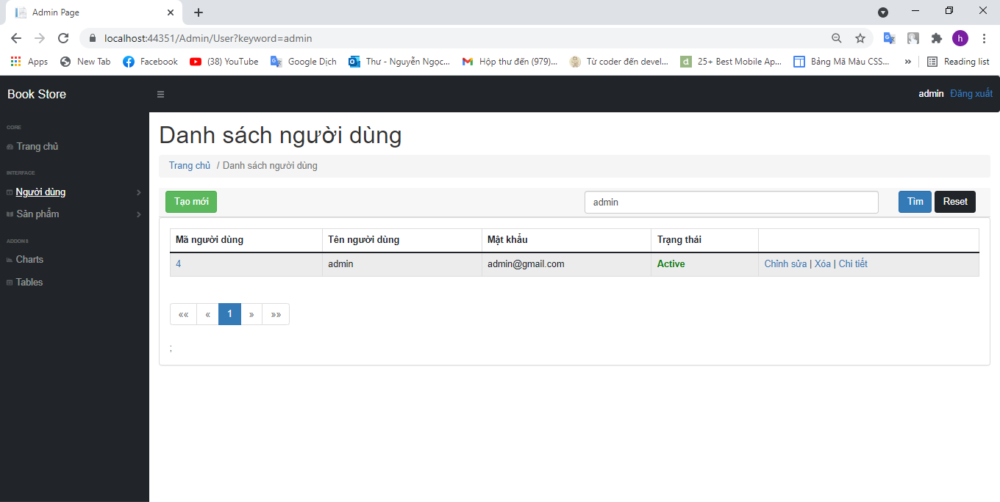 Admin Page
localhost:44351/Admin/User?keyword=admin
h
Apps New Tab Facebook (38) YouTube Google Dịch Thư - Nguyễn Ngọc... Hộp thư đến (979)... Từ coder đến devel... d 25+ Best Mobile Ap... Bảng Mã Màu CSS... » Reading list
Book Store admin Đăng xuất
CORE
Trang chủ
INTERFACE
Người dùng
Sản phẩm
ADDONS
Charts
Tables
Danh sách người dùng
Trang chủ / Danh sách người dùng
Tạo mới admin Tìm Reset
Mã người dùng Tên người dùng Mật khẩu Trạng thái
4 admin admin@gmail.com Active Chỉnh sửa | Xóa | Chi tiết
«« « 1 » »»
;